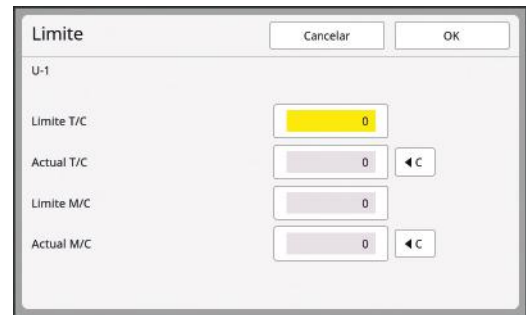 Limite Cancelar OK
U-1
Limite T/C 0
Actual T/C 0 ◀C
Limite M/C 0
Actual M/C 0 ◀C